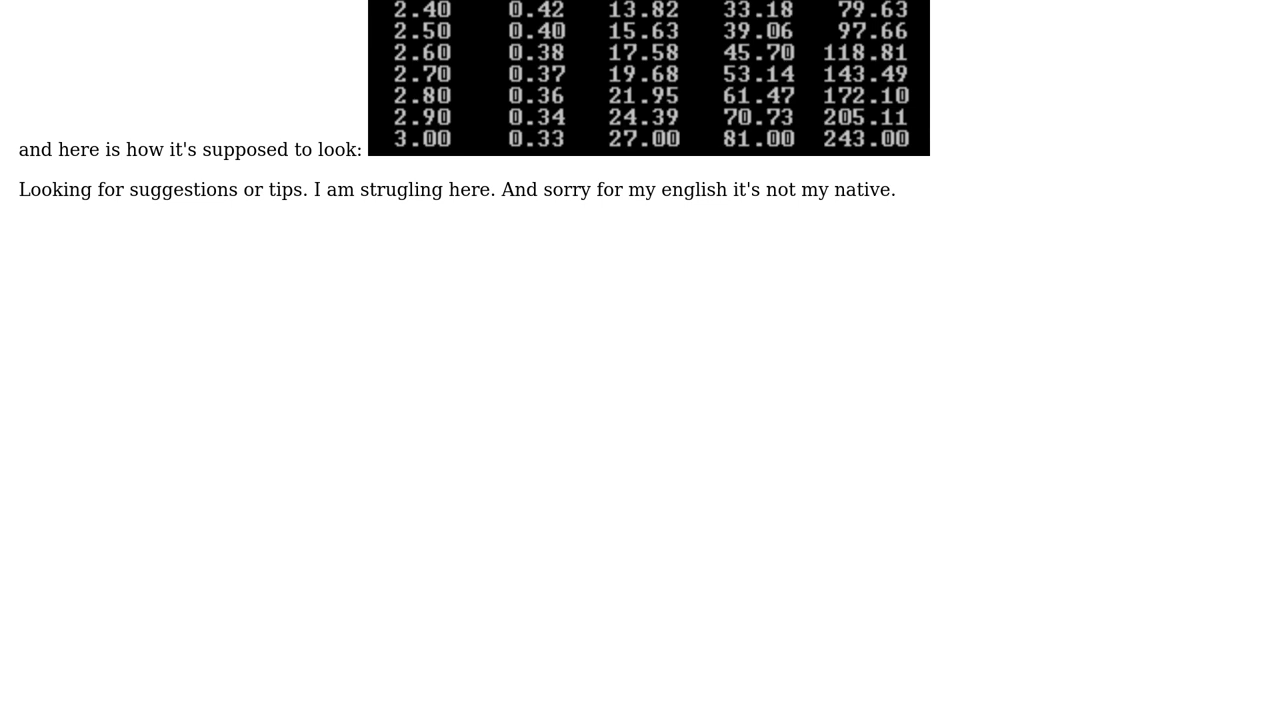 2.40 0.42 13.82 33.18 79.63
2.50 0.40 15.63 39.06 97.66
2.60 0.38 17.58 45.70 118.81
2.70 0.37 19.68 53.14 143.49
2.80 0.36 21.95 61.47 172.10
2.90 0.34 24.39 70.73 205.11
3.00 0.33 27.00 81.00 243.00
and here is how it's supposed to look:
Looking for suggestions or tips. I am strugling here. And sorry for my english it's not my native.